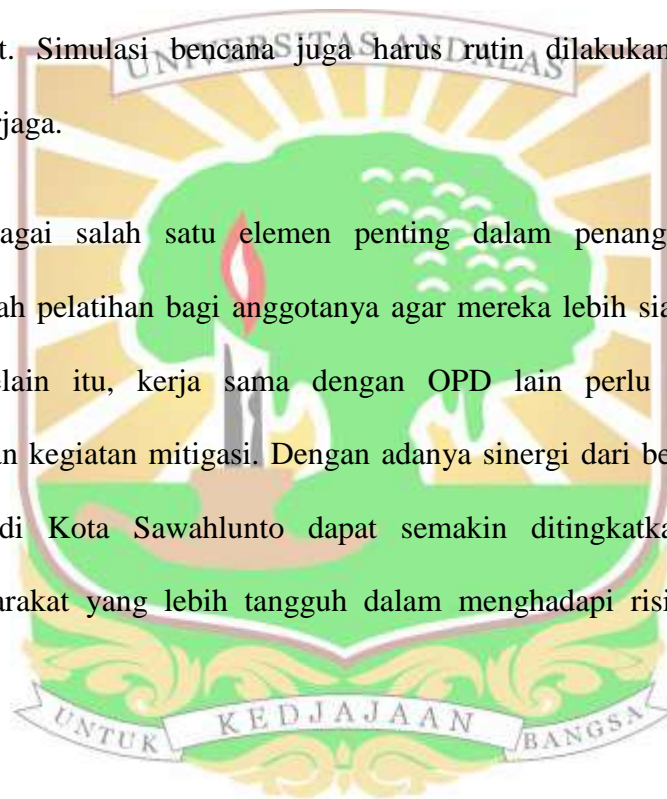 t. Simulasi bencana juga harus rutin dilakukan
UNIVERSITAS ANDALAS
rjaga.
agai salah satu elemen penting dalam penang
ah pelatihan bagi anggotanya agar mereka lebih sia
elain itu, kerja sama dengan OPD lain perlu
an kegiatan mitigasi. Dengan adanya sinergi dari be
di Kota Sawahlunto dapat semakin ditingkatka
arakat yang lebih tangguh dalam menghadapi risi
UNTUK KEDJAJAAN BANGSA